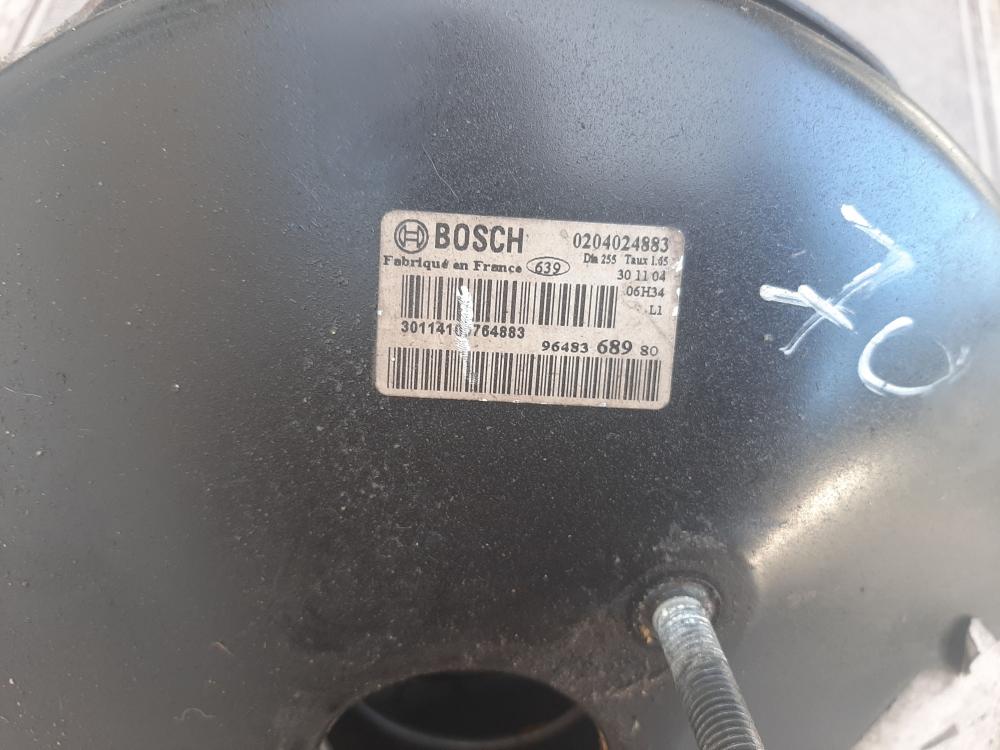 BOSCH 0204024883
Dia 255 Taux 1.65
Fabriqué en France 639 30 11 04
06H34
L1
96483 689 80